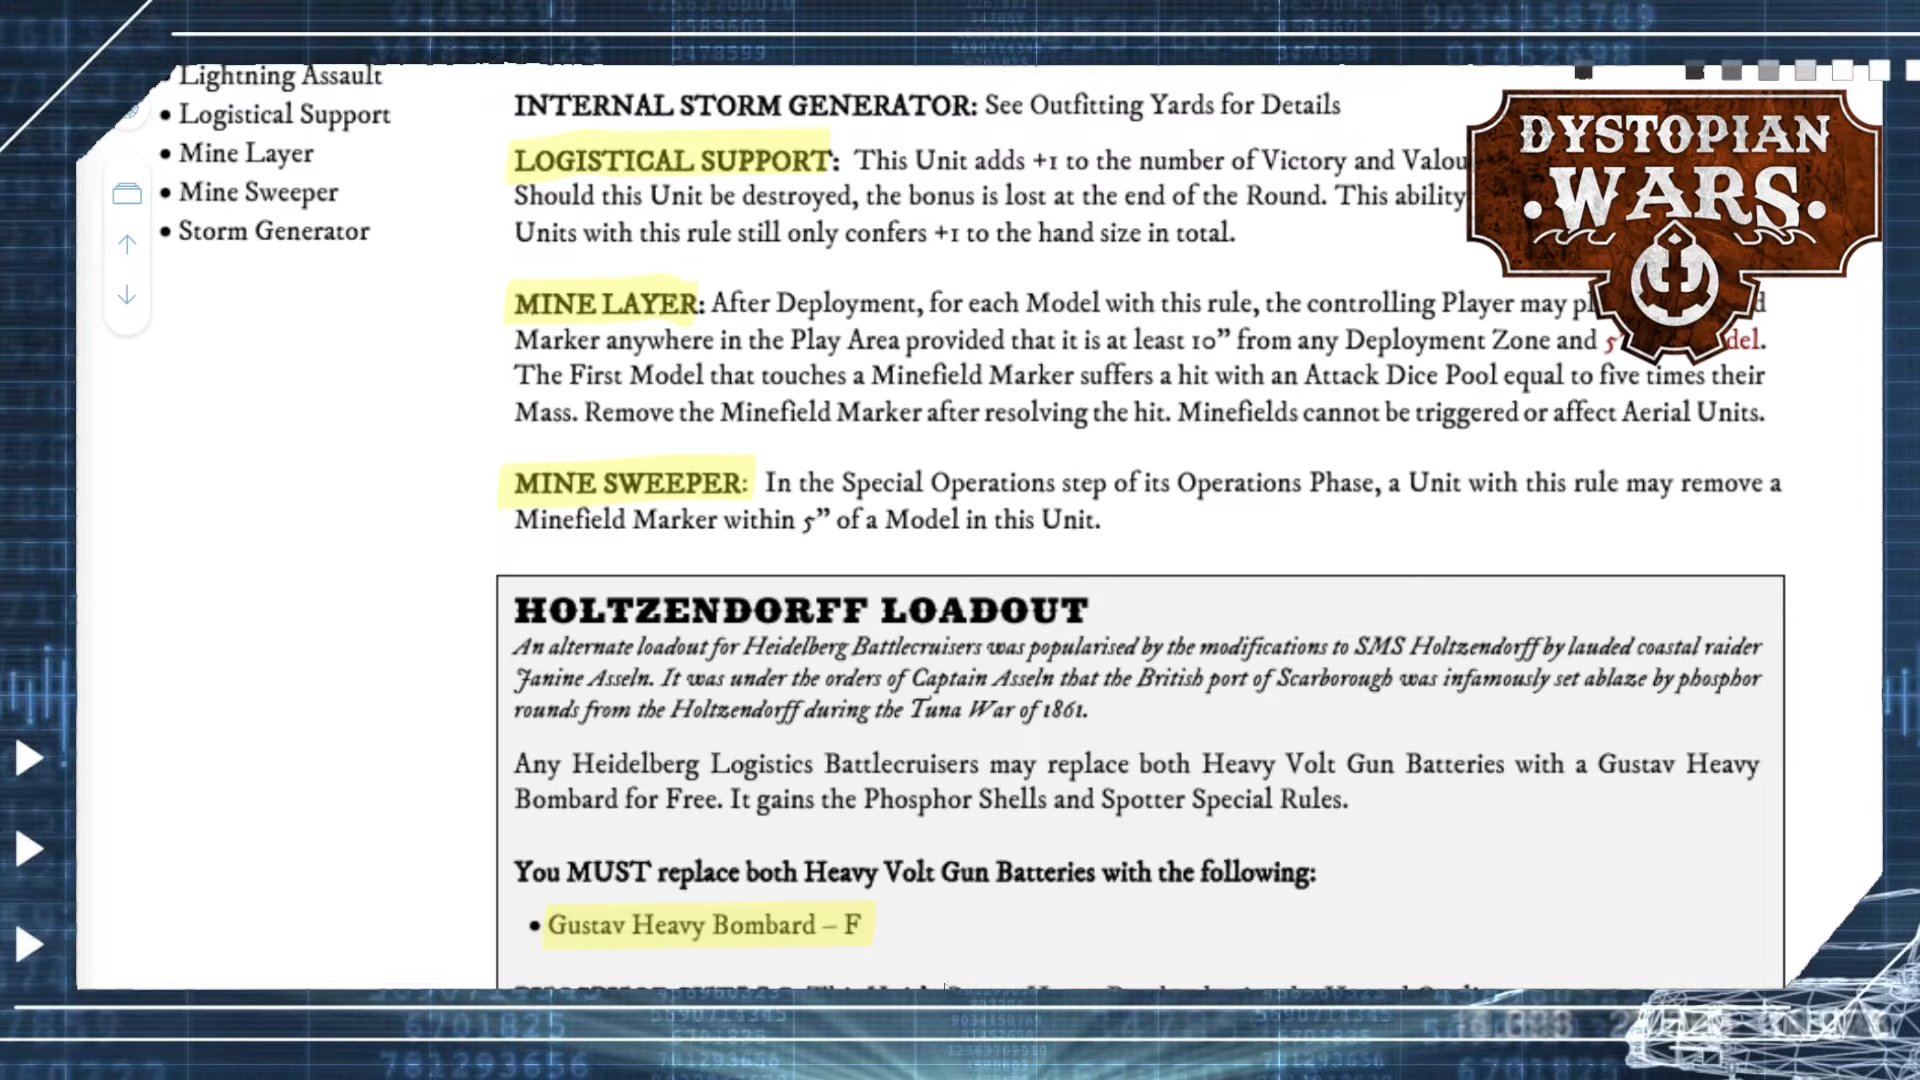 Lightning Assault
• Logistical Support
• Mine Layer
• Mine Sweeper
• Storm Generator
INTERNAL STORM GENERATOR: See Outfitting Yards for Details
LOGISTICAL SUPPORT: This Unit adds +1 to the number of Victory and
Should this Unit be destroyed, the bonus is lost at the end of the Round. This ability
Units with this rule still only confers +1 to the hand size in total.
MINE LAYER: After Deployment, for each Model with this rule, the controlling Player may
Marker anywhere in the Play Area provided that it is at least 10” from any Deployment Zone and 5
The First Model that touches a Minefield Marker suffers a hit with an Attack Dice Pool equal to five times their
Mass. Remove the Minefield Marker after resolving the hit. Minefields cannot be triggered or affect Aerial Units.
MINE SWEEPER: In the Special Operations step of its Operations Phase, a Unit with this rule may remove a
Minefield Marker within 5” of a Model in this Unit.
HOLTZENDORFF LOADOUT
An alternate loadout for Heidelberg Battlecruisers was popularised by the modifications to SMS Holtzendorff by lauded coastal raider
Janine Asseln. It was under the orders of Captain Asseln that the British port of Scarborough was infamously set ablaze by phosphor
rounds from the Holtzendorff during the Tuna War of 1861.
Any Heidelberg Logistics Battlecruisers may replace both Heavy Volt Gun Batteries with a Gustav Heavy
Bombard for Free. It gains the Phosphor Shells and Spotter Special Rules.
You MUST replace both Heavy Volt Gun Batteries with the following:
• Gustav Heavy Bombard – F
DYSTOPIAN
WARS
6701825
781293656